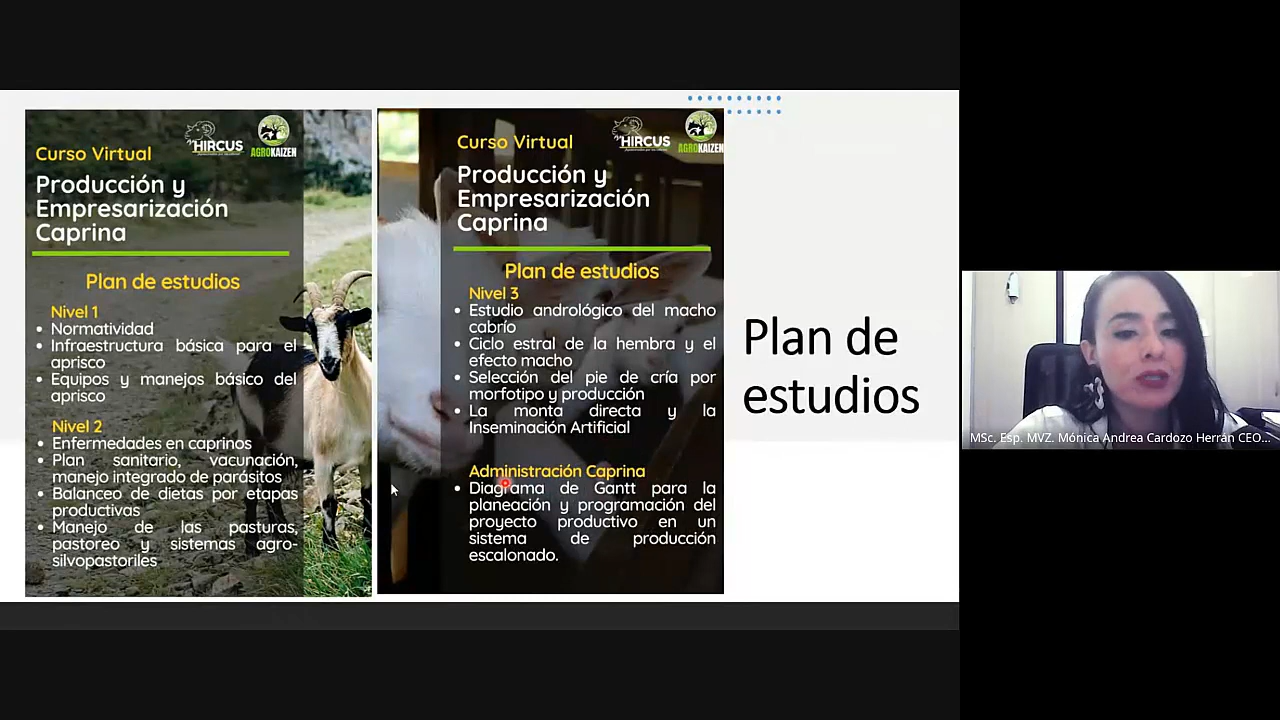 HIRCUS
AGROKAIZEN
Curso Virtual
Producción y
Empresarización
Caprina
Plan de estudios
Nivel 1
• Normatividad
• Infraestructura básica para el
aprisco
• Equipos y manejos básico del
aprisco
Nivel 2
• Enfermedades en caprinos
• Plan sanitario, vacunación,
manejo integrado de parásitos
• Balanceo de dietas por etapas
productivas
• Manejo de las pasturas,
pastoreo y sistemas agro-
silvopastoriles
HIRCUS
AGROKAIZEN
Curso Virtual
Producción y
Empresarización
Caprina
Plan de estudios
Nivel 3
• Estudio andrológico del macho
cabrío
• Ciclo estral de la hembra y el
efecto macho
• Selección del pie de cría por
morfotipo y producción
• La monta directa y la
Inseminación Artificial
Administración Caprina
• Diagrama de Gantt para la
planeación y programación del
proyecto productivo en un
sistema de producción
escalonado.
Plan de
estudios
MSc. Esp. MVZ. Mónica Andrea Cardozo Herrán CEO...